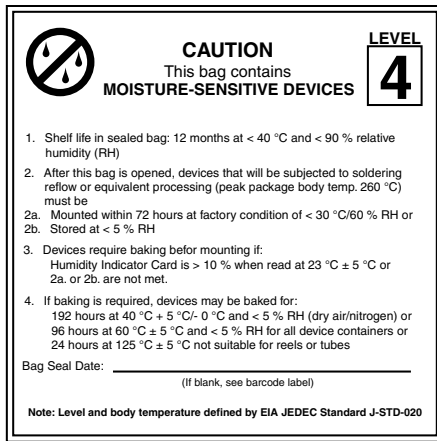 LEVEL
CAUTION
4
This bag contains
MOISTURE-SENSITIVE DEVICES
1. Shelf life in sealed bag: 12 months at < 40 °C and < 90 % relative
humidity (RH)
2. After this bag is opened, devices that will be subjected to soldering
reflow or equivalent processing (peak package body temp. 260 °C)
must be
2a. Mounted within 72 hours at factory condition of < 30 °C/60 % RH or
2b. Stored at < 5 % RH
3. Devices require baking befor mounting if:
Humidity Indicator Card is > 10 % when read at 23 °C ± 5 °C or
2a. or 2b. are not met.
4. If baking is required, devices may be baked for:
192 hours at 40 °C + 5 °C/- 0 °C and < 5 % RH (dry air/nitrogen) or
96 hours at 60 °C ± 5 °C and < 5 % RH for all device containers or
24 hours at 125 °C ± 5 °C not suitable for reels or tubes
Bag Seal Date:
(If blank, see barcode label)
Note: Level and body temperature defined by EIA JEDEC Standard J-STD-020